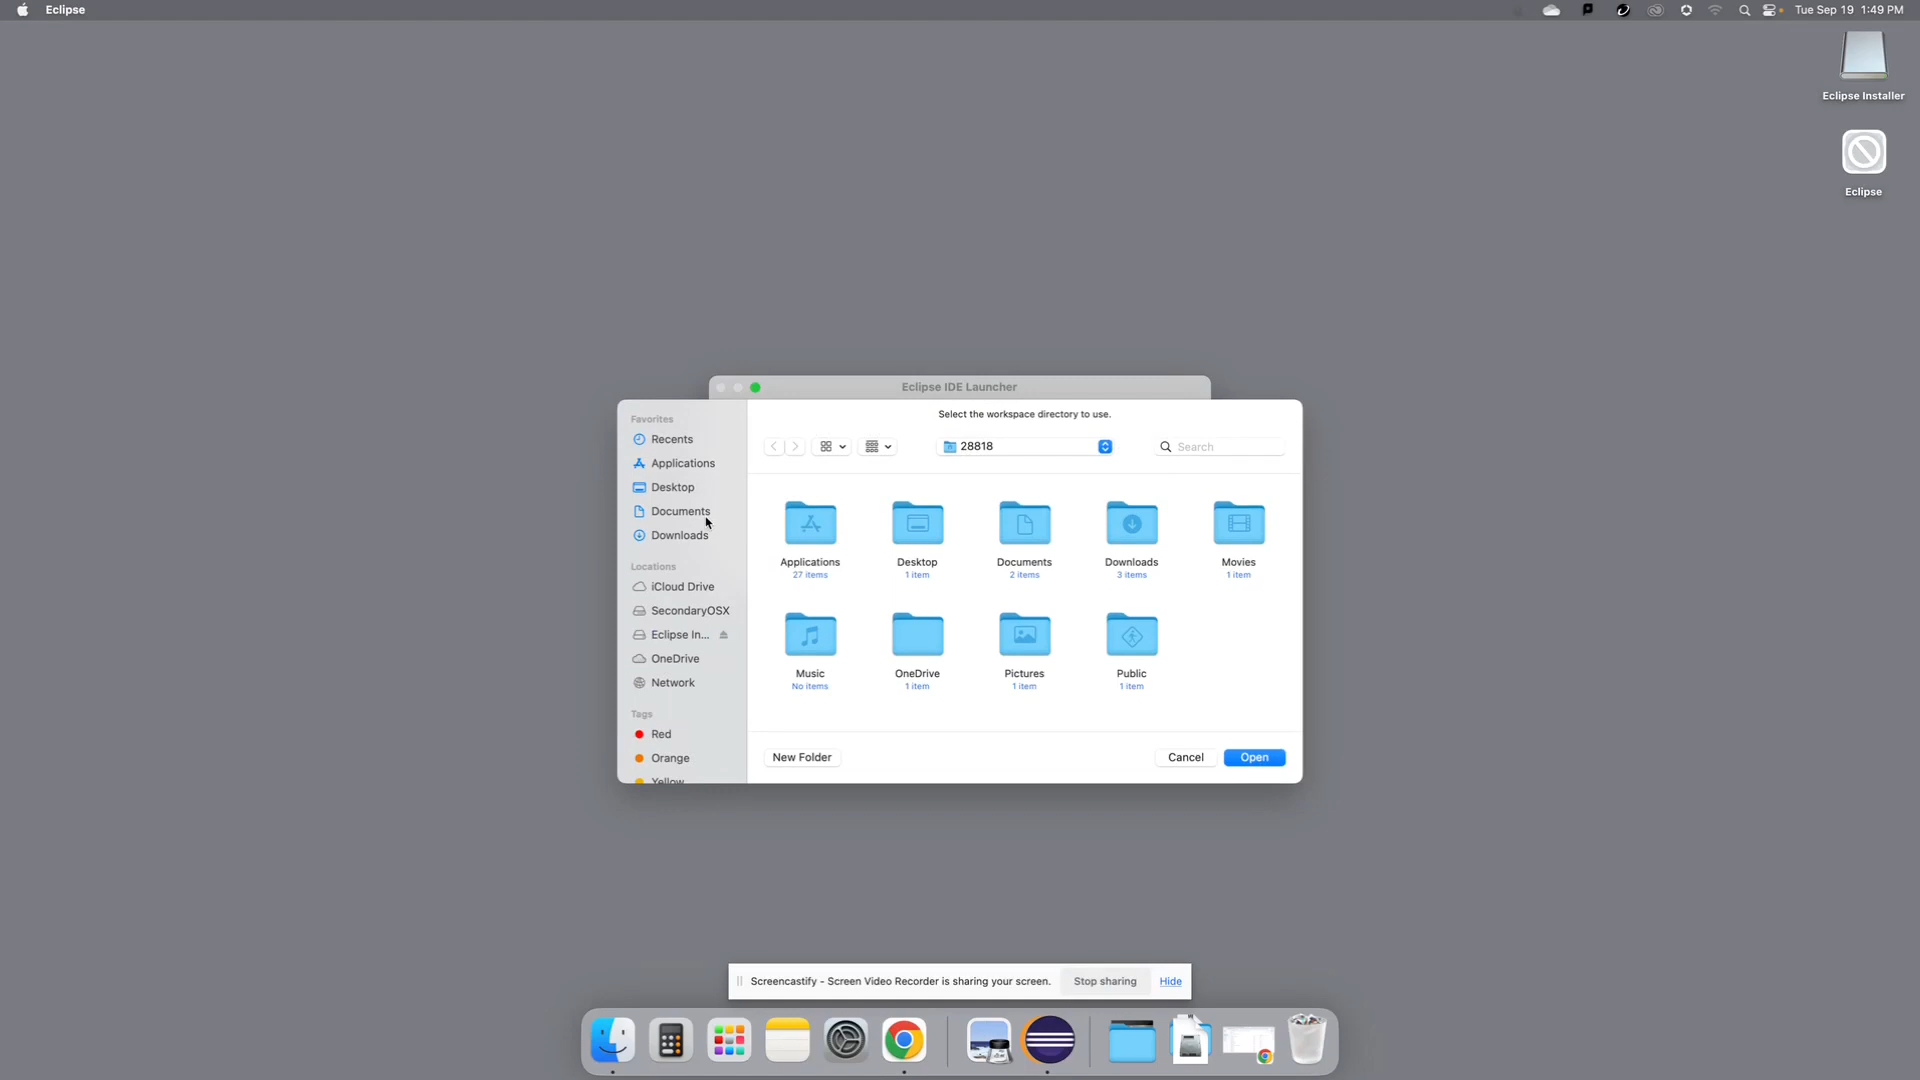 Eclipse
Tue Sep 19 1:49 PM
Eclipse Installer
Eclipse
Eclipse IDE Launcher
Select the workspace directory to use.
28818
Search
Favorites
Recents
Applications
Desktop
Documents
Downloads
Locations
iCloud Drive
SecondaryOSX
Eclipse In...
OneDrive
Network
Tags
Red
Orange
Yellow
Applications
27 items
Desktop
1 item
Documents
2 items
Downloads
3 items
Movies
1 item
Music
No items
OneDrive
1 item
Pictures
1 item
Public
1 item
New Folder
Cancel
Open
Screencastify - Screen Video Recorder is sharing your screen.
Stop sharing
Hide